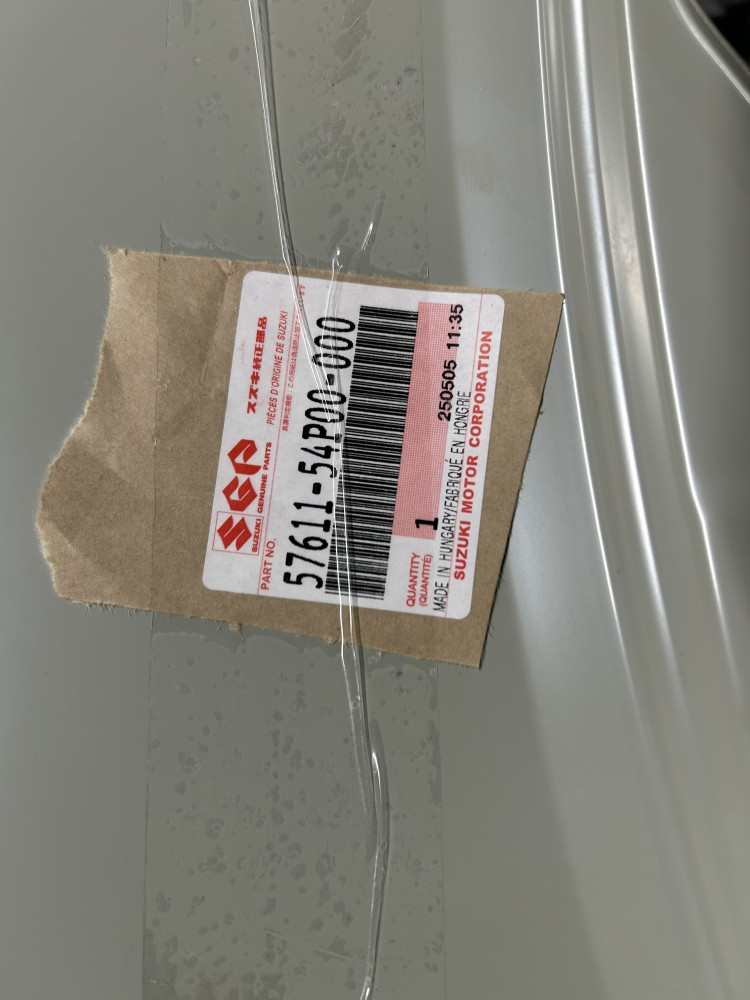 SGP
スズキ純正部品
SUZUKI GENUINE PARTS
PIÈCES D'ORIGINE DE SUZUKI
PART NO.
57611-54P00-000
QUANTITY
(QUANTITÉ)
1
250505 11:35
MADE IN HUNGARY/FABRIQUÉ EN HONGRIE
SUZUKI MOTOR CORPORATION